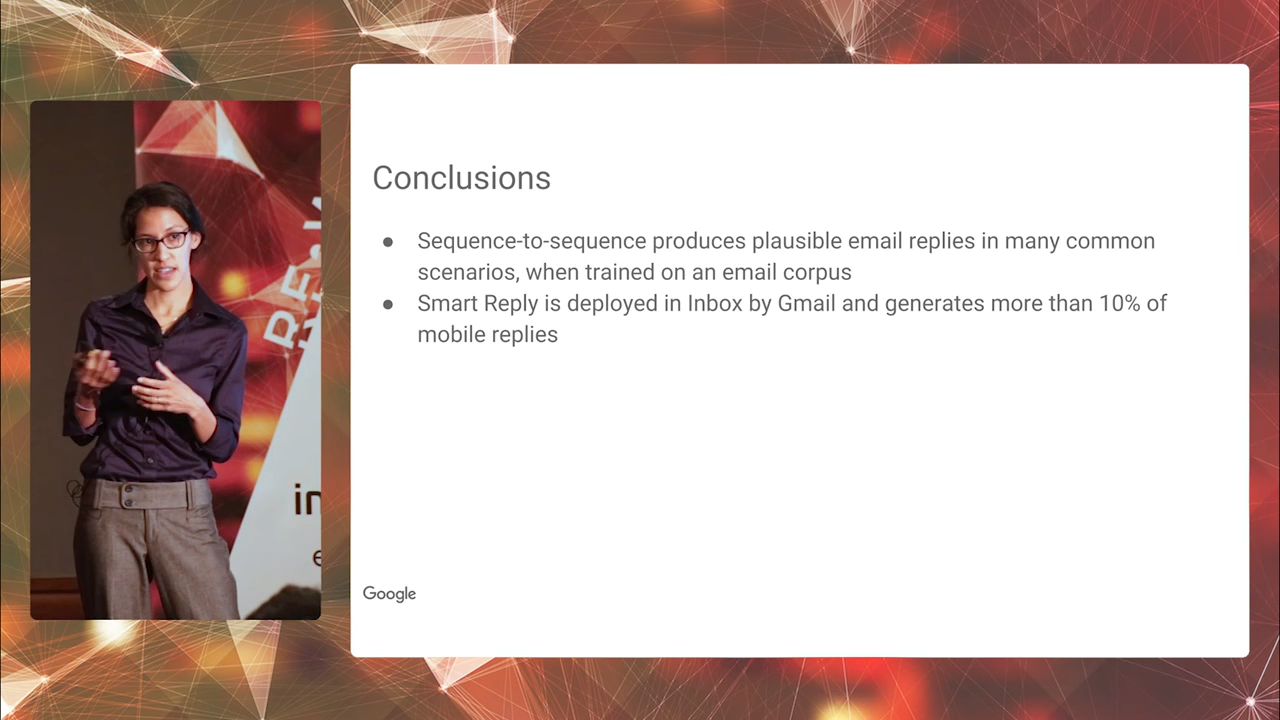 Conclusions
● Sequence-to-sequence produces plausible email replies in many common
scenarios, when trained on an email corpus
● Smart Reply is deployed in Inbox by Gmail and generates more than 10% of
mobile replies
Google